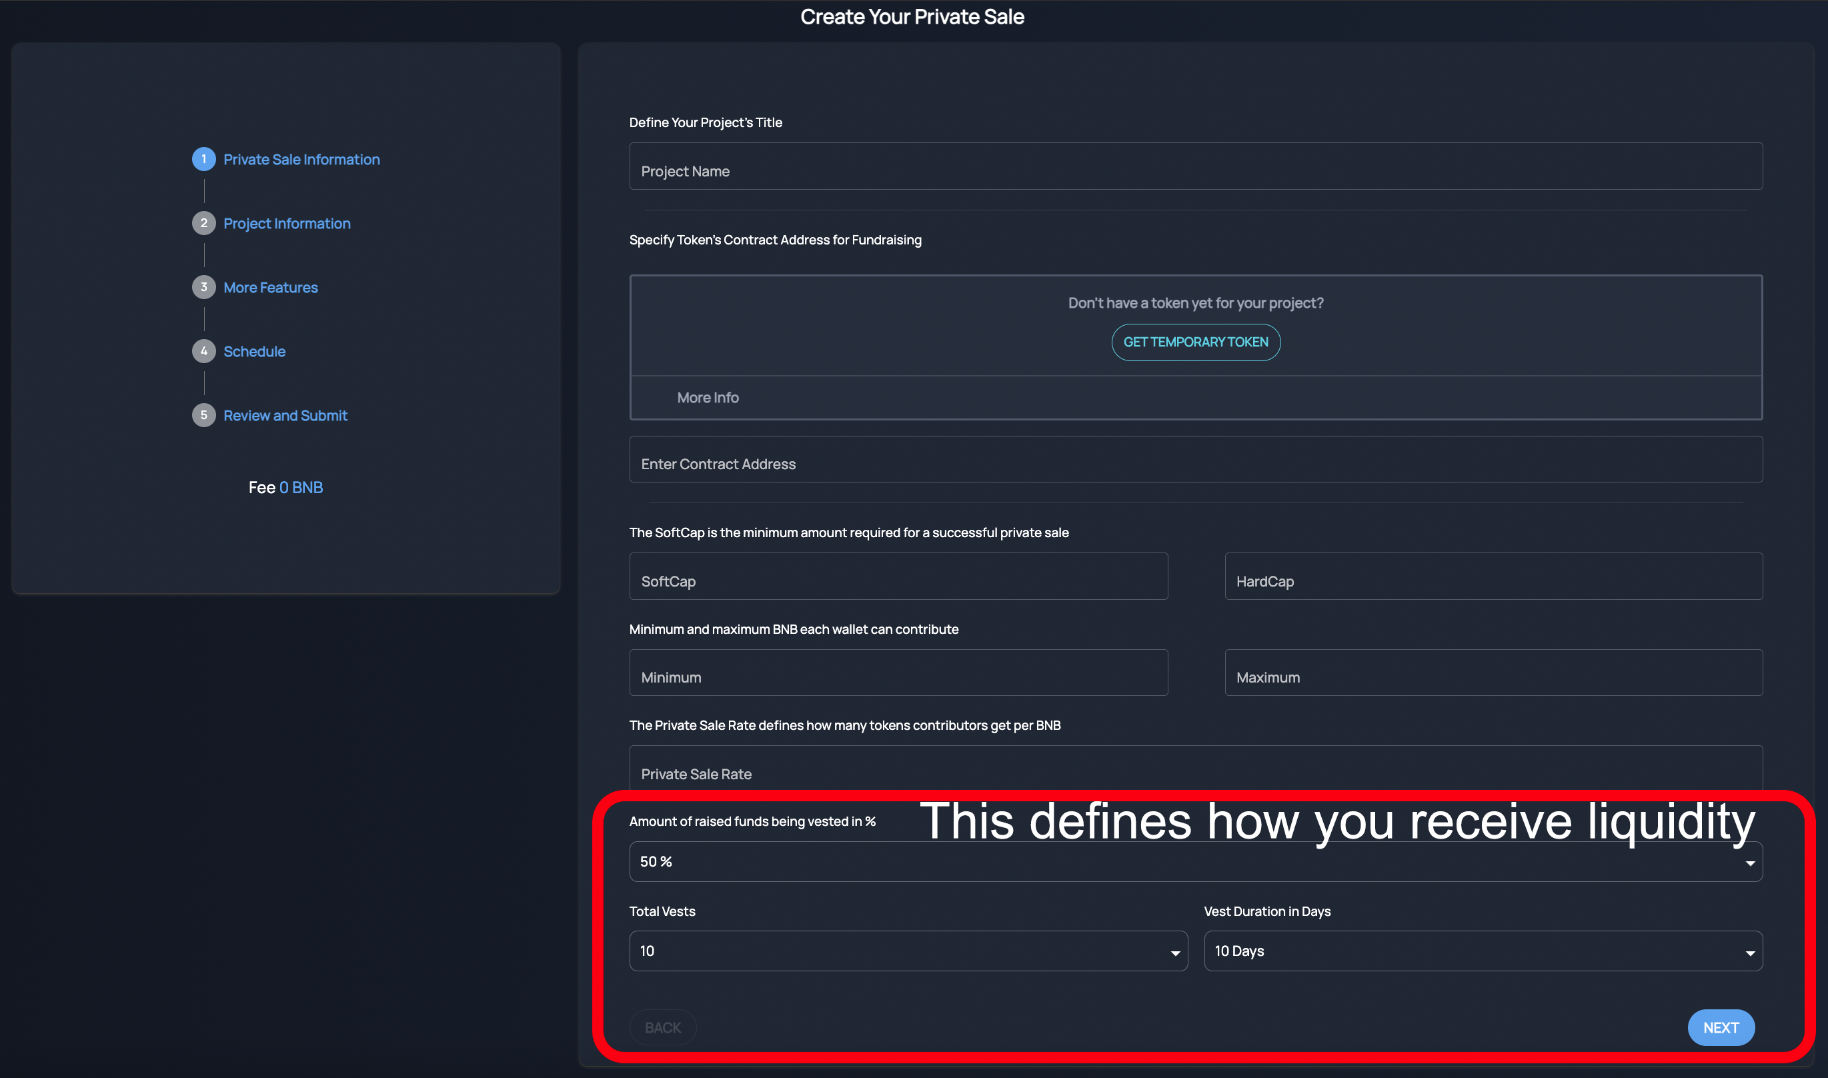 Create Your Private Sale
1 Private Sale Information
2 Project Information
3 More Features
4 Schedule
5 Review and Submit
Fee 0 BNB
Define Your Project's Title
Project Name
Specify Token's Contract Address for Fundraising
Don't have a token yet for your project?
GET TEMPORARY TOKEN
More Info
Enter Contract Address
The SoftCap is the minimum amount required for a successful private sale
SoftCap HardCap
Minimum and maximum BNB each wallet can contribute
Minimum Maximum
The Private Sale Rate defines how many tokens contributors get per BNB
Private Sale Rate
Amount of raised funds being vested in %
This defines how you receive liquidity
50 %
Total Vests Vest Duration in Days
10 10 Days
BACK NEXT